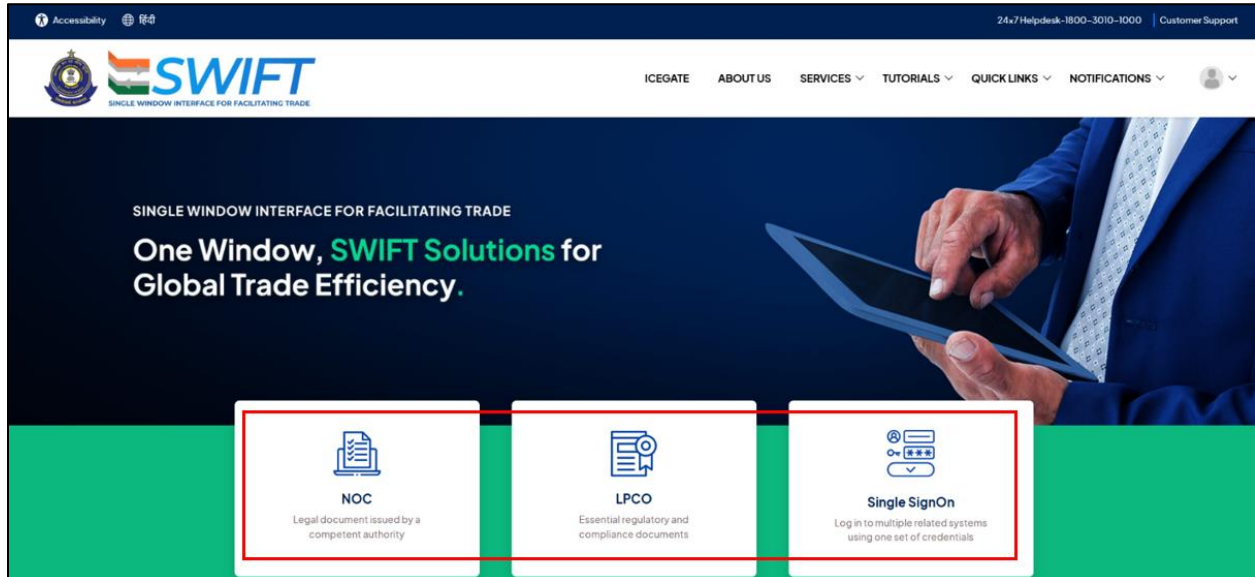 Accessibility हिंदी 24x7 Helpdesk-1800-3010-1000 Customer Support
SWIFT
SINGLE WINDOW INTERFACE FOR FACILITATING TRADE
ICEGATE ABOUT US SERVICES TUTORIALS QUICK LINKS NOTIFICATIONS
SINGLE WINDOW INTERFACE FOR FACILITATING TRADE
One Window, SWIFT Solutions for
Global Trade Efficiency.
NOC
Legal document issued by a
competent authority
LPCO
Essential regulatory and
compliance documents
Single SignOn
Log in to multiple related systems
using one set of credentials